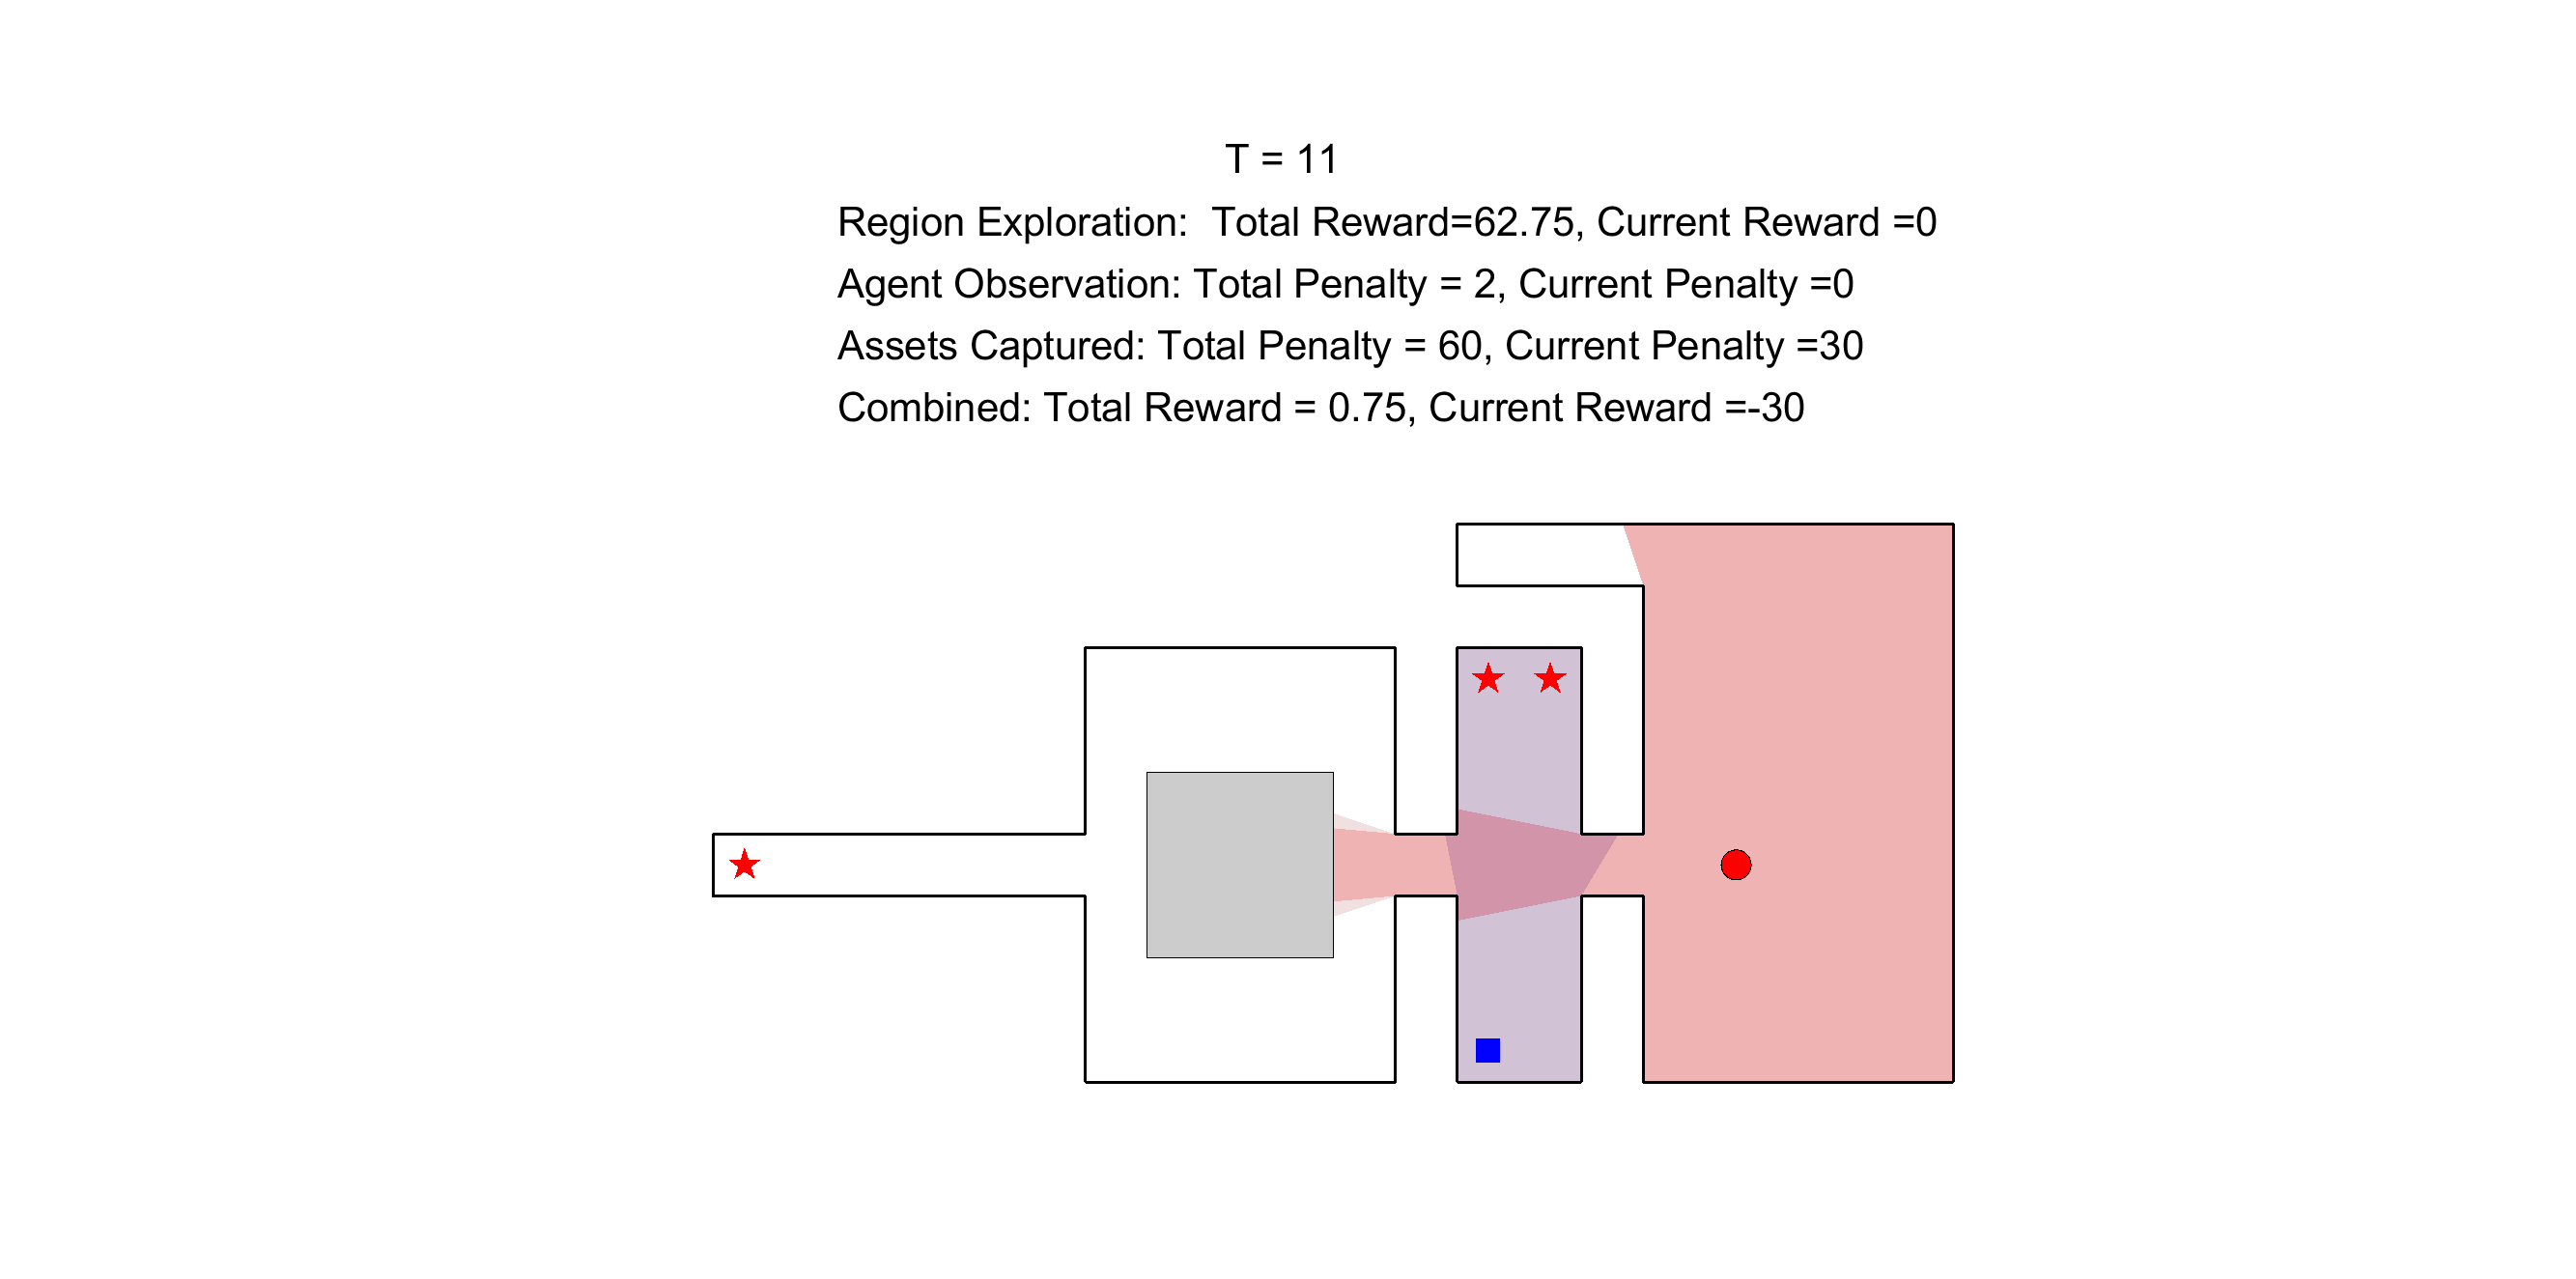 T = 11
Region Exploration:  Total Reward=62.75, Current Reward =0
Agent Observation: Total Penalty = 2, Current Penalty =0
Assets Captured: Total Penalty = 60, Current Penalty =30
Combined: Total Reward = 0.75, Current Reward =-30